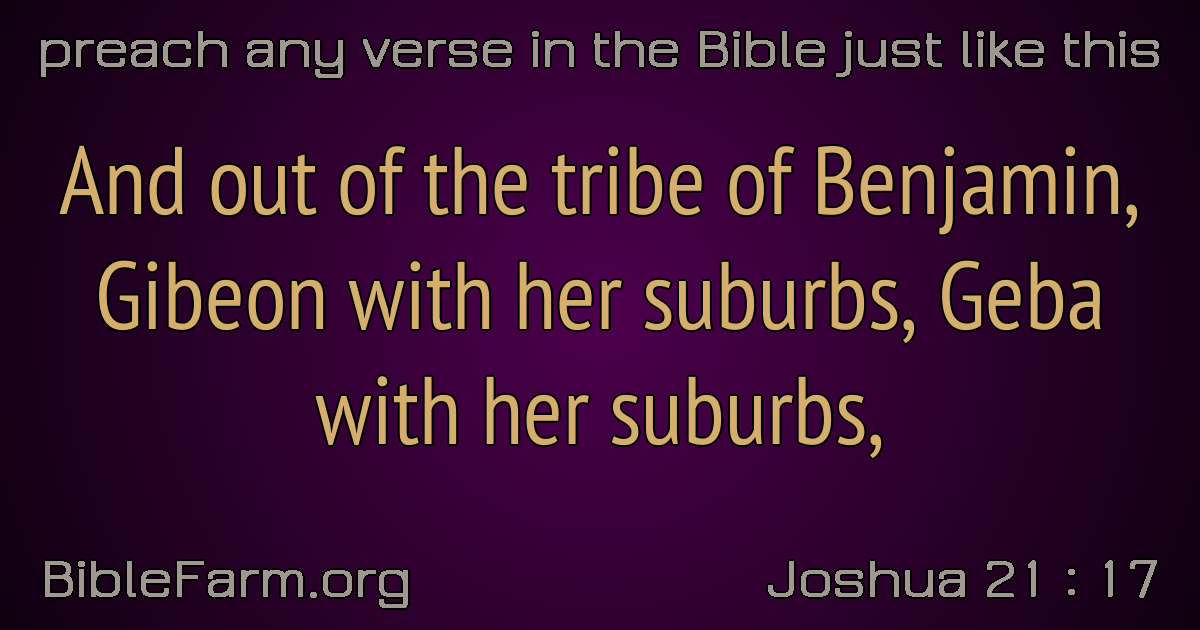 preach any verse in the Bible just like this
And out of the tribe of Benjamin,
Gibeon with her suburbs, Geba
with her suburbs,
BibleFarm.org
Joshua 21 : 17